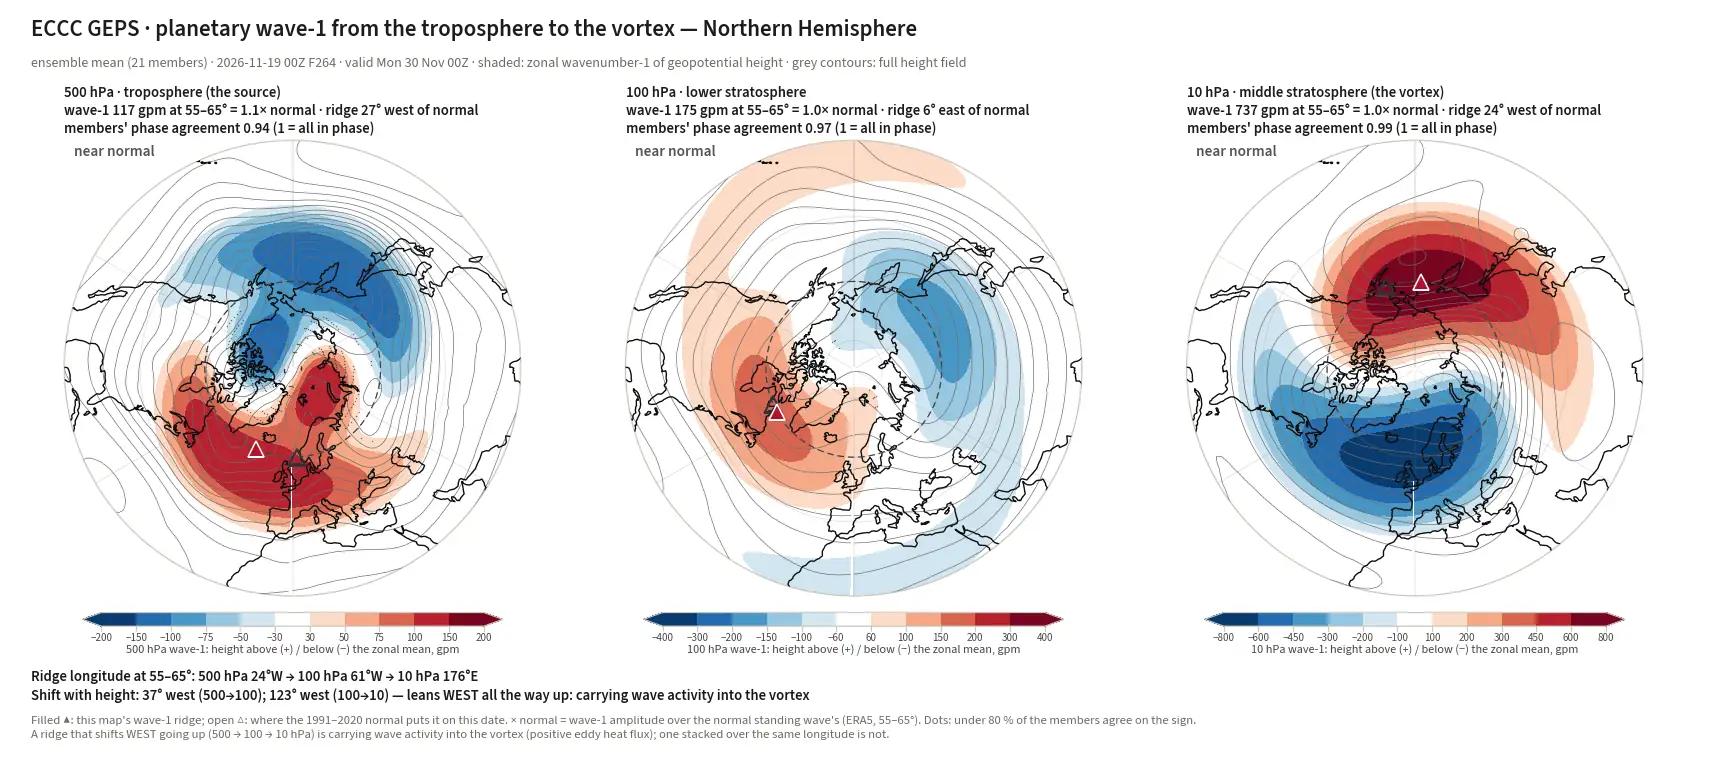 ECCC GEPS · planetary wave-1 from the troposphere to the vortex — Northern Hemisphere
ensemble mean (21 members) · 2026-11-19 00Z F264 · valid Mon 30 Nov 00Z · shaded: zonal wavenumber-1 of geopotential height · grey contours: full height field
500 hPa · troposphere (the source)
wave-1 117 gpm at 55–65° = 1.1× normal · ridge 27° west of normal
members' phase agreement 0.94 (1 = all in phase)
near normal
100 hPa · lower stratosphere
wave-1 175 gpm at 55–65° = 1.0× normal · ridge 6° east of normal
members' phase agreement 0.97 (1 = all in phase)
near normal
10 hPa · middle stratosphere (the vortex)
wave-1 737 gpm at 55–65° = 1.0× normal · ridge 24° west of normal
members' phase agreement 0.99 (1 = all in phase)
near normal
−200 −150 −100 −75 −50 −30 30 50 75 100 150 200
500 hPa wave-1: height above (+) / below (−) the zonal mean, gpm
−400 −300 −200 −150 −100 −60 60 100 150 200 300 400
100 hPa wave-1: height above (+) / below (−) the zonal mean, gpm
−800 −600 −450 −300 −200 −100 100 200 300 450 600 800
10 hPa wave-1: height above (+) / below (−) the zonal mean, gpm
Ridge longitude at 55–65°: 500 hPa 24°W → 100 hPa 61°W → 10 hPa 176°E
Shift with height: 37° west (500→100); 123° west (100→10) — leans WEST all the way up: carrying wave activity into the vortex
Filled ▲: this map's wave-1 ridge; open △: where the 1991–2020 normal puts it on this date. × normal = wave-1 amplitude over the normal standing wave's (ERA5, 55–65°). Dots: under 80 % of the members agree on the sign.
A ridge that shifts WEST going up (500 → 100 → 10 hPa) is carrying wave activity into the vortex (positive eddy heat flux); one stacked over the same longitude is not.